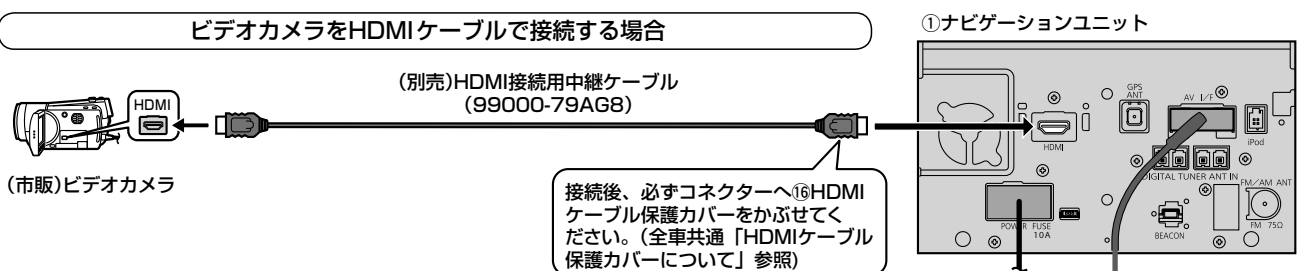 ビデオカメラをHDMIケーブルで接続する場合
①ナビゲーションユニット
(別売)HDMI接続用中継ケーブル
(99000-79AG8)
HDMI
(市販)ビデオカメラ
接続後、必ずコネクターへ⑯HDMI
ケーブル保護カバーをかぶせてく
ださい。(全車共通「HDMIケーブル
保護カバーについて」参照)
GPS
ANT
AV I/F
HDMI
iPod
DIGITAL TUNER ANT IN
FM/AM ANT
POWER FUSE
10A
BEACON
FM 75Ω